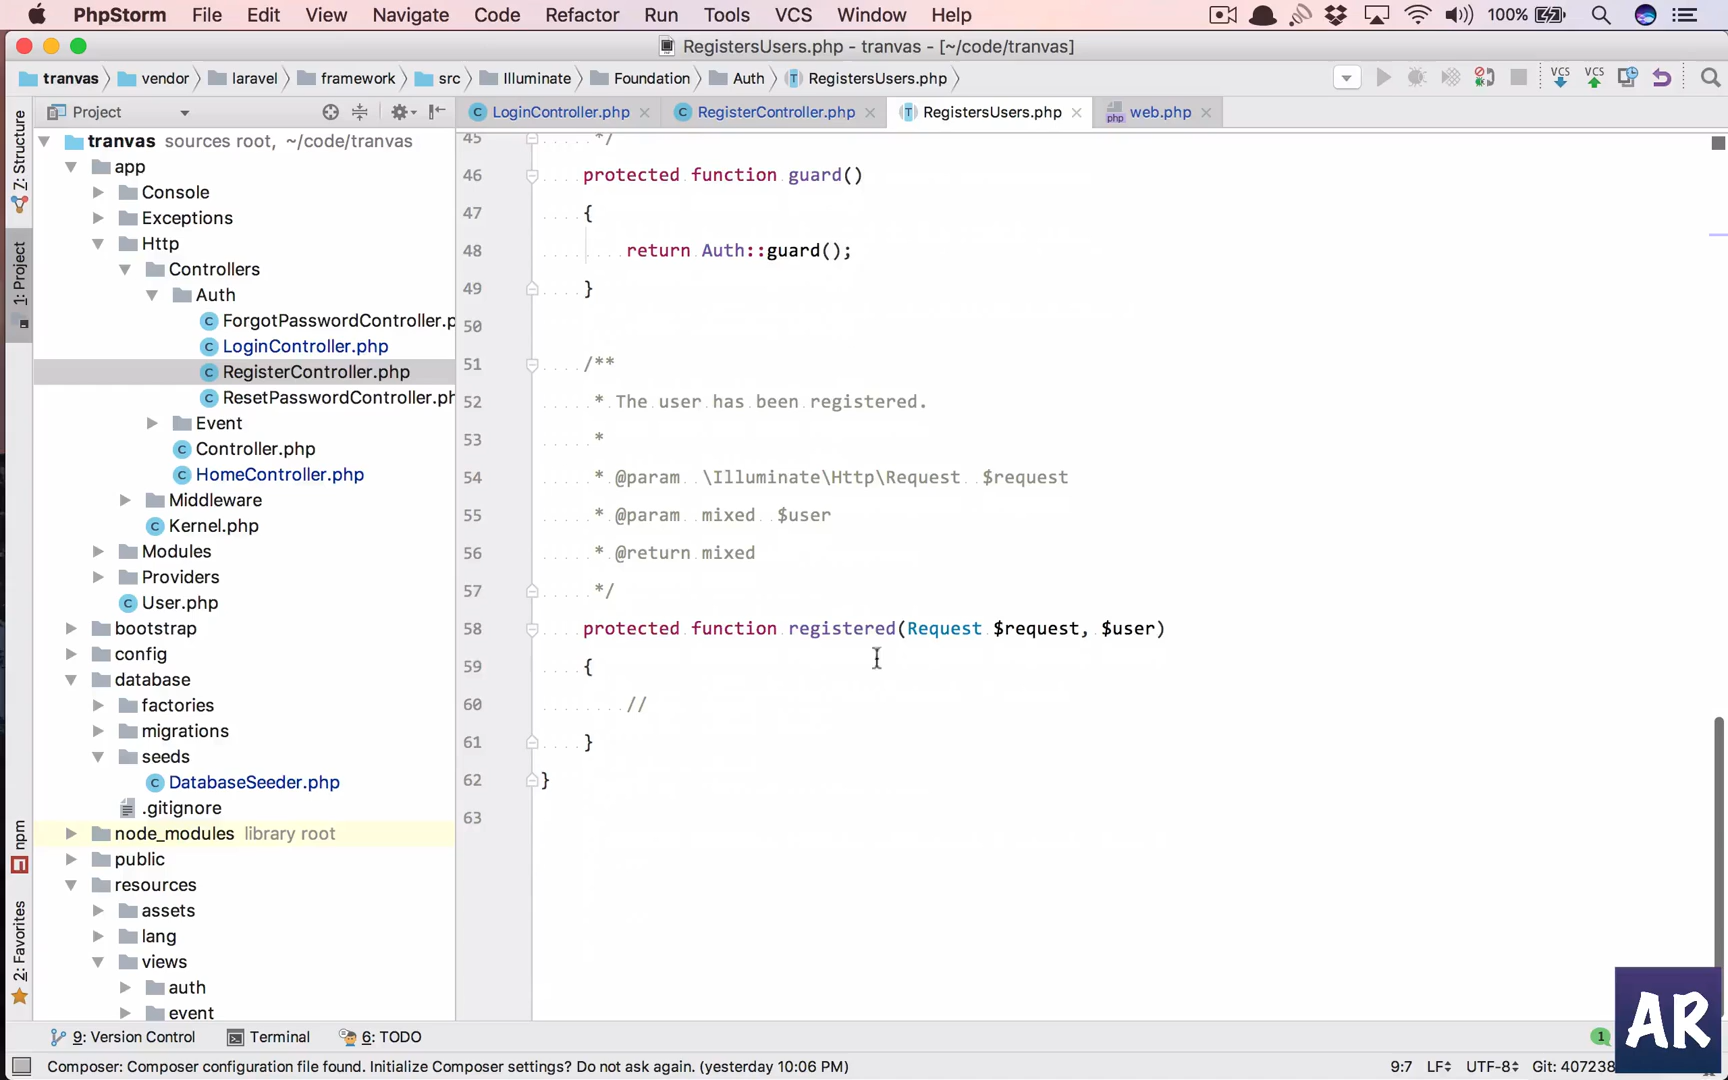 PhpStorm File Edit View Navigate Code Refactor Run Tools VCS Window Help 100%
RegistersUsers.php - tranvas - [~/code/tranvas]
tranvas vendor laravel framework src Illuminate Foundation Auth RegistersUsers.php VCS VCS
Project LoginController.php RegisterController.php RegistersUsers.php web.php
7: Structure
1: Project
npm
2: Favorites
tranvas sources root, ~/code/tranvas
app
Console
Exceptions
Http
Controllers
Auth
ForgotPasswordController.p
LoginController.php
RegisterController.php
ResetPasswordController.ph
Event
Controller.php
HomeController.php
Middleware
Kernel.php
Modules
Providers
User.php
bootstrap
config
database
factories
migrations
seeds
DatabaseSeeder.php
.gitignore
node_modules library root
public
resources
assets
lang
views
auth
event
45 */
46 protected function guard()
47 {
48 return Auth::guard();
49 }
50
51 /**
52 * The user has been registered.
53 *
54 * @param \Illuminate\Http\Request $request
55 * @param mixed $user
56 * @return mixed
57 */
58 protected function registered(Request $request, $user)
59 {
60 //
61 }
62 }
63
9: Version Control Terminal 6: TODO 1
Composer: Composer configuration file found. Initialize Composer settings? Do not ask again. (yesterday 10:06 PM) 9:7 LF UTF-8 Git: 407238
AR